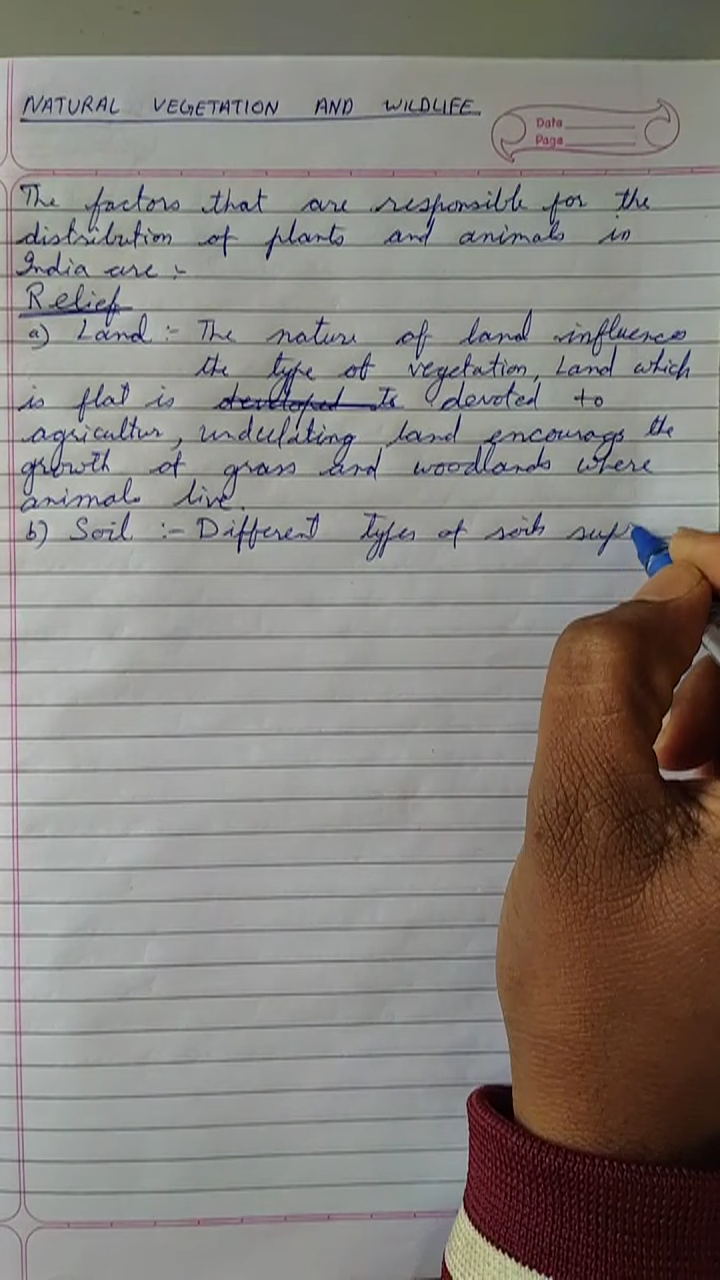 NATURAL VEGETATION AND WILDLIFE
Date
Page
The factors that are responsible for the
distribution of plants and animals in
India are :-
Relief
a) Land :- The nature of land influences
the type of vegetation, Land which
is flat is developed Is devoted to
agricultur, undulating land encourags the
growth of grass and woodlands where
animals live.
b) Soil :- Different types of soils sup